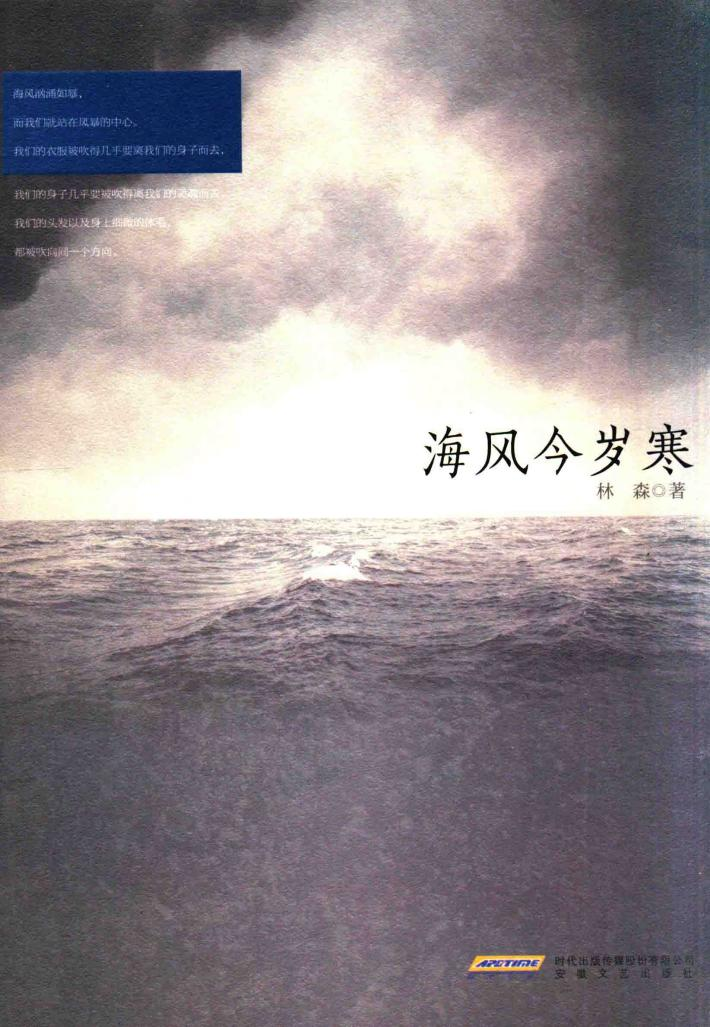 海风汹涌如暴，
而我们就站在风暴的中心。
我们的衣服被吹得几乎要离我们的身子而去，
我们的身子几乎要被吹得离我们的灵魂而去，
我们的头发以及身上细微的体毛，
都被吹向同一个方向。
海风今岁寒
林 森◎著
ARCTIME
时代出版传媒股份有限公司
安徽文艺出版社